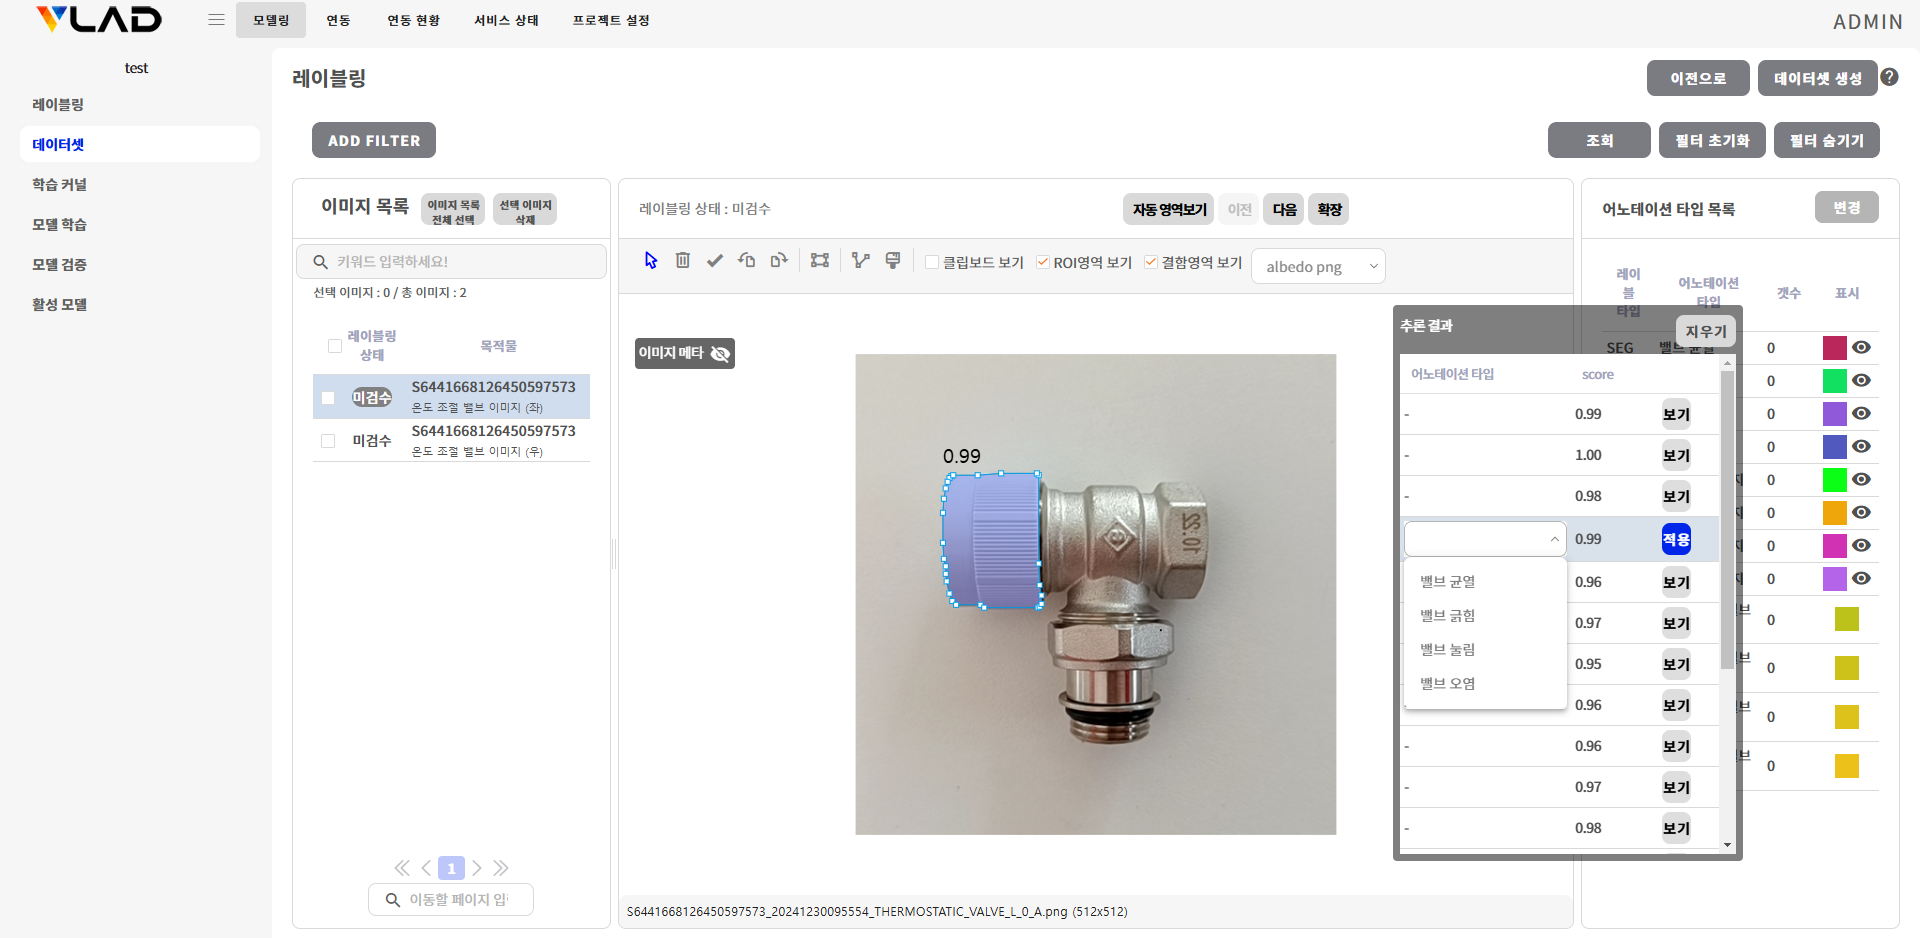 VLAD
모델링
연동
연동 현황
서비스 상태
프로젝트 설정
ADMIN
test
레이블링
데이터셋
학습 커널
모델 학습
모델 검증
활성 모델
레이블링
이전으로
데이터셋 생성
?
ADD FILTER
조회
필터 초기화
필터 숨기기
이미지 목록
이미지 목록
전체 선택
선택 이미지
삭제
키워드 입력하세요!
선택 이미지 : 0 / 총 이미지 : 2
레이블링
상태
목적물
미검수
S6441668126450597573
온도 조절 밸브 이미지 (좌)
미검수
S6441668126450597573
온도 조절 밸브 이미지 (우)
1
이동할 페이지 입
레이블링 상태 : 미검수
자동 영역보기
이전
다음
확장
클립보드 보기
ROI영역 보기
결함영역 보기
albedo png
이미지 메타
0.99
10.22
S6441668126450597573_20241230095554_THERMOSTATIC_VALVE_L_0_A.png (512x512)
추론 결과
지우기
어노테이션 타입
score
-
0.99
보기
-
1.00
보기
-
0.98
보기
0.99
적용
밸브 균열
밸브 긁힘
밸브 눌림
밸브 오염
0.96
보기
0.97
보기
0.95
보기
0.96
보기
-
0.96
보기
-
0.97
보기
-
0.98
보기
어노테이션 타입 목록
변경
레이
블
타입
어노테이션
타입
갯수
표시
SEG
밸브 균열
0
0
0
0
지
0
지
0
지
0
지
0
브
0
브
0
브
0
브
0